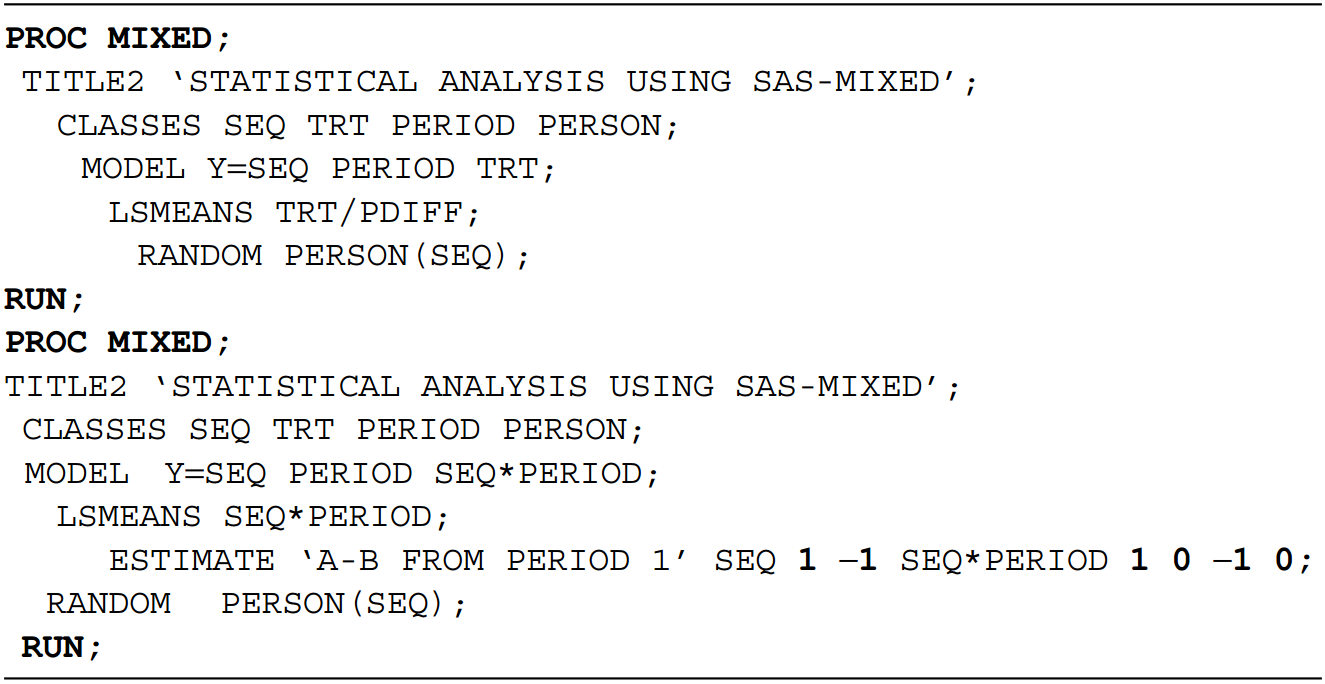 PROC MIXED;
TITLE2 ‘STATISTICAL ANALYSIS USING SAS-MIXED’;
CLASSES SEQ TRT PERIOD PERSON;
MODEL Y=SEQ PERIOD TRT;
LSMEANS TRT/PDIFF;
RANDOM PERSON(SEQ);
RUN;
PROC MIXED;
TITLE2 ‘STATISTICAL ANALYSIS USING SAS-MIXED’;
CLASSES SEQ TRT PERIOD PERSON;
MODEL Y=SEQ PERIOD SEQ*PERIOD;
LSMEANS SEQ*PERIOD;
ESTIMATE ‘A-B FROM PERIOD 1’ SEQ 1 –1 SEQ*PERIOD 1 0 –1 0;
RANDOM PERSON(SEQ);
RUN;